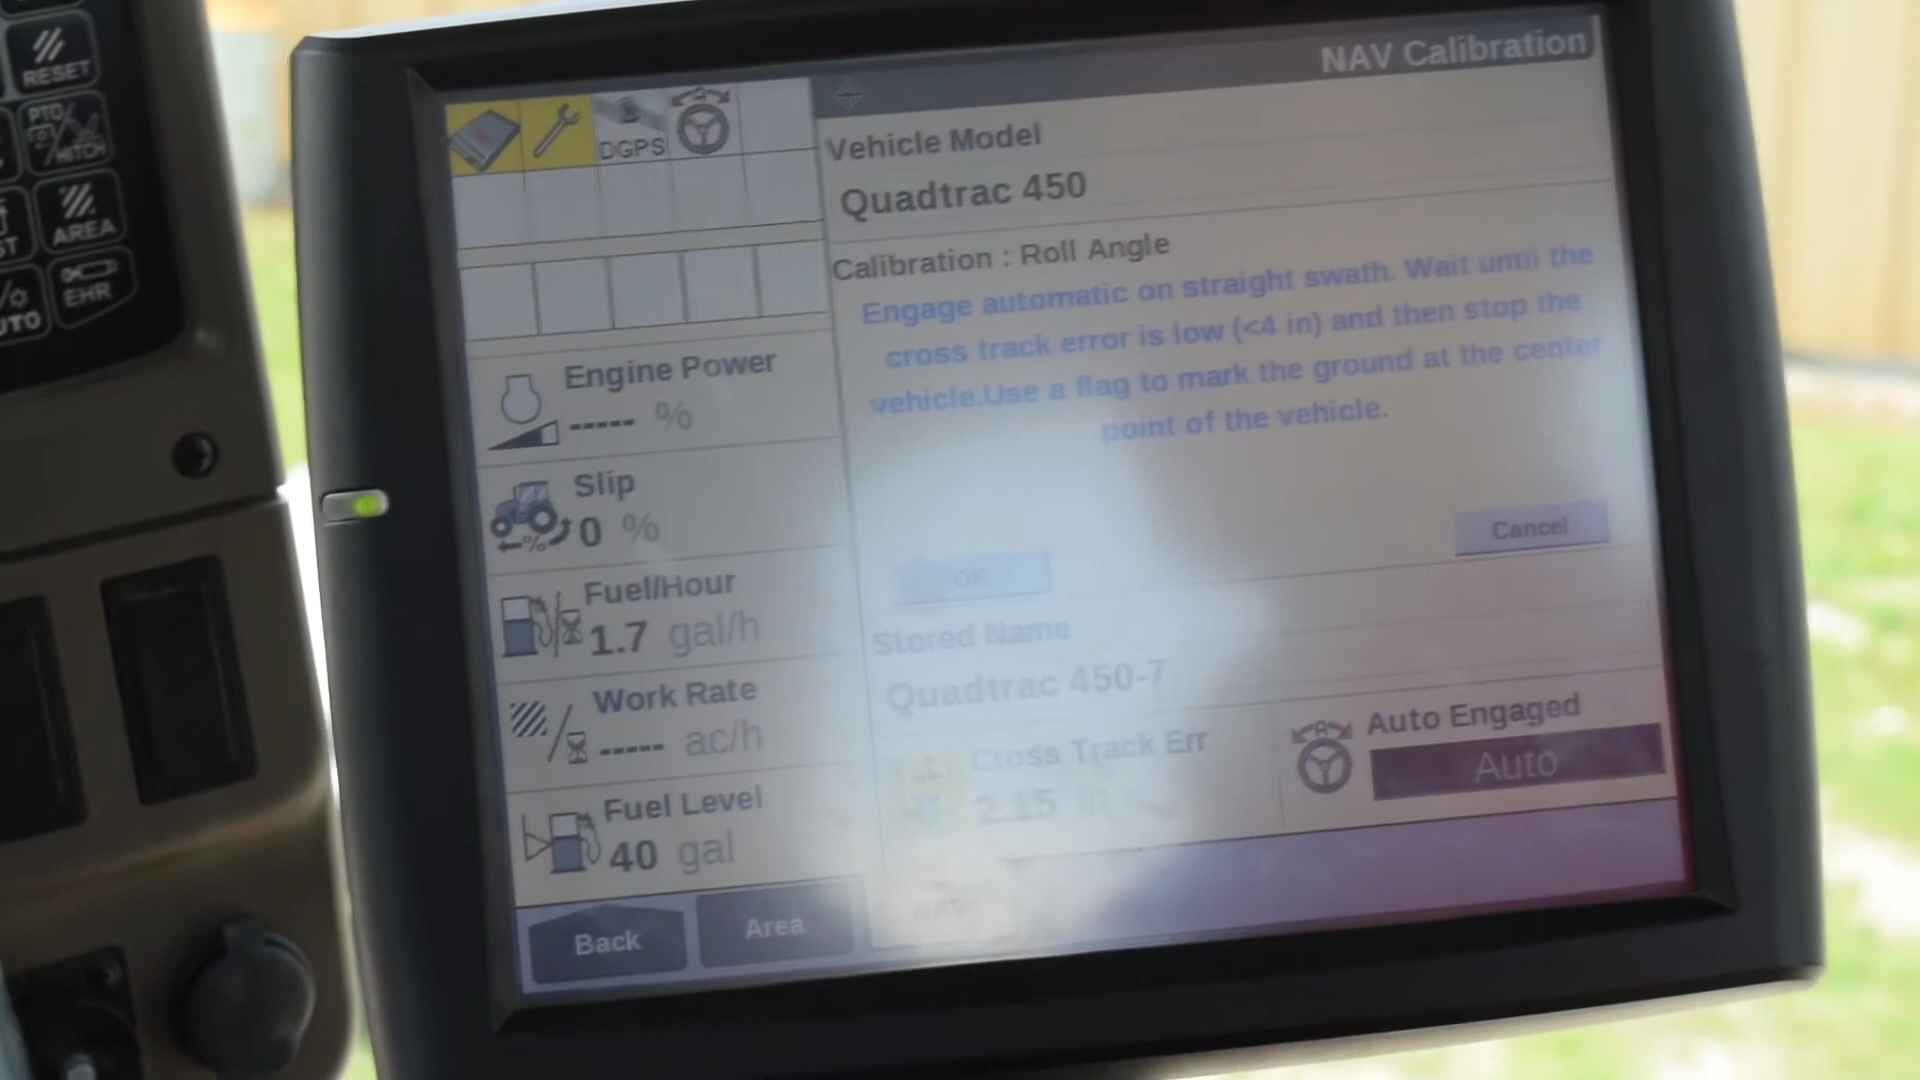 RESET
PTO
HITCH
AREA
EHR
NAV Calibration
DGPS
Vehicle Model
Quadtrac 450
Calibration : Roll Angle
Engage automatic on straight swath. Wait until the
cross track error is low (<4 in) and then stop the
vehicle.Use a flag to mark the ground at the center
point of the vehicle.
Cancel
OK
Stored Name
Quadtrac 450-7
Cross Track Err
2.15 in
Auto Engaged
Auto
Engine Power
----- %
Slip
0 %
Fuel/Hour
1.7 gal/h
Work Rate
----- ac/h
Fuel Level
40 gal
Back
Area
NAV